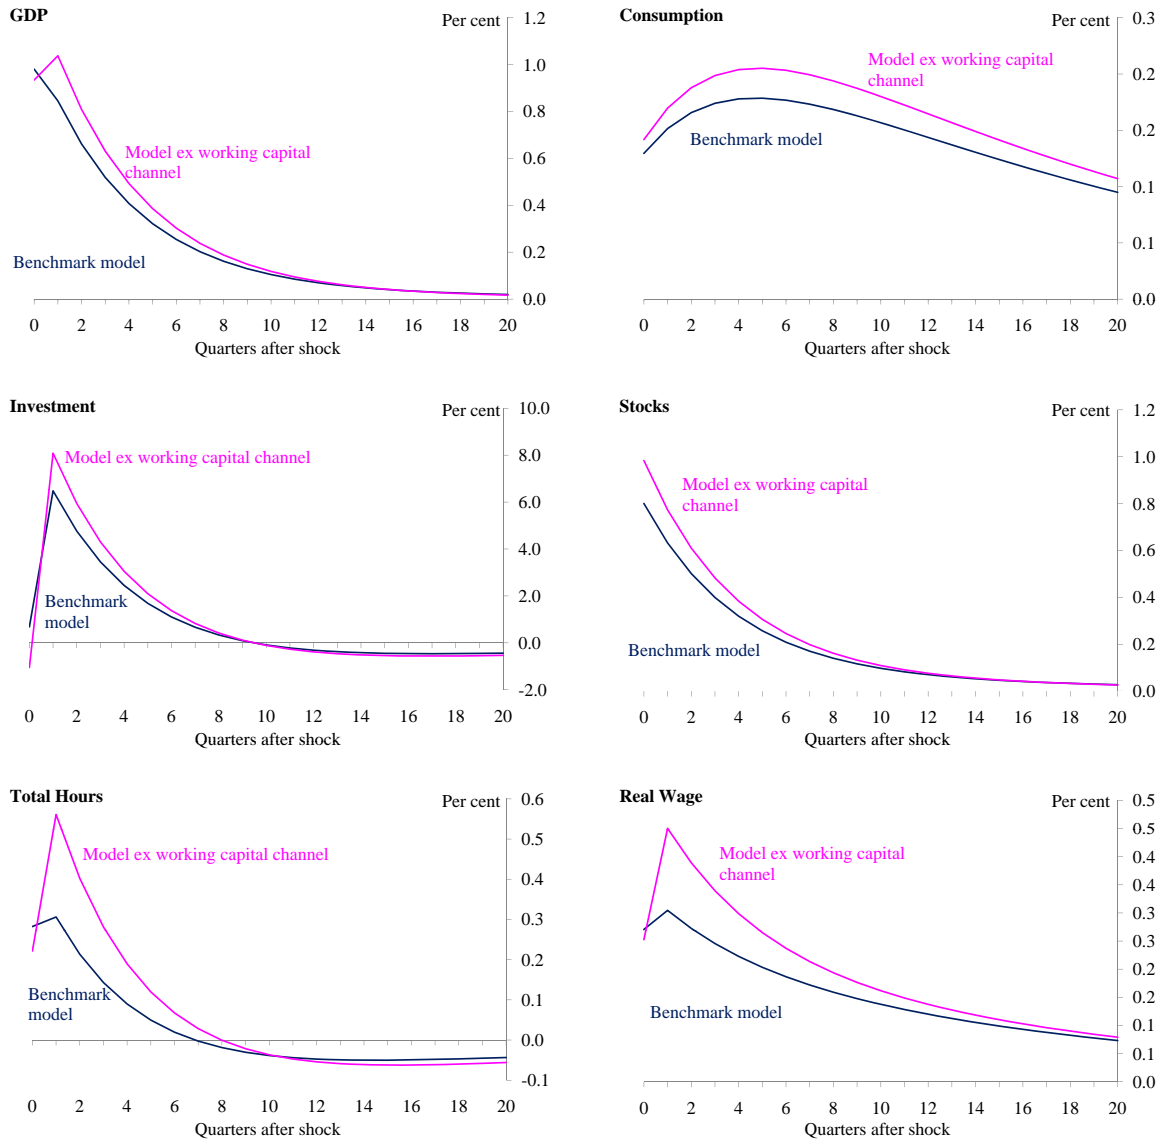 GDP
Per cent
1.2
1.0
0.8
0.6
0.4
0.2
0.0
Model ex working capital
channel
Benchmark model
0 2 4 6 8 10 12 14 16 18 20
Quarters after shock
Consumption
Per cent
0.3
0.2
0.2
0.1
0.1
0.0
Model ex working capital
channel
Benchmark model
0 2 4 6 8 10 12 14 16 18 20
Quarters after shock
Investment
Per cent
10.0
8.0
6.0
4.0
2.0
0.0
-2.0
Model ex working capital channel
Benchmark
model
0 2 4 6 8 10 12 14 16 18 20
Quarters after shock
Stocks
Per cent
1.2
1.0
0.8
0.6
0.4
0.2
0.0
Model ex working capital
channel
Benchmark model
0 2 4 6 8 10 12 14 16 18 20
Quarters after shock
Total Hours
Per cent
0.6
0.5
0.4
0.3
0.2
0.1
0.0
-0.1
Model ex working capital channel
Benchmark
model
0 2 4 6 8 10 12 14 16 18 20
Quarters after shock
Real Wage
Per cent
0.5
0.5
0.4
0.4
0.3
0.3
0.2
0.2
0.1
0.1
0.0
Model ex working capital
channel
Benchmark model
0 2 4 6 8 10 12 14 16 18 20
Quarters after shock